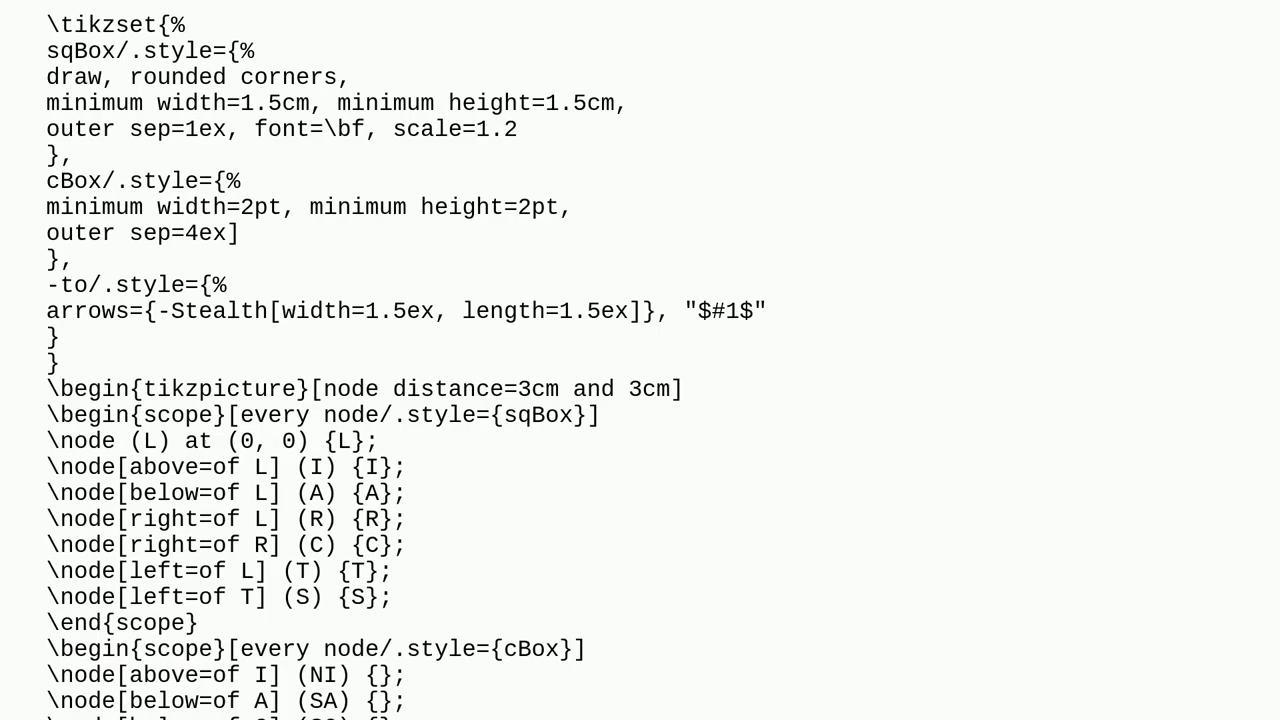 \tikzset{%
sqBox/.style={%
draw, rounded corners,
minimum width=1.5cm, minimum height=1.5cm,
outer sep=1ex, font=\bf, scale=1.2
},
cBox/.style={%
minimum width=2pt, minimum height=2pt,
outer sep=4ex]
},
-to/.style={%
arrows={-Stealth[width=1.5ex, length=1.5ex]}, "$#1$"
}
}
\begin{tikzpicture}[node distance=3cm and 3cm]
\begin{scope}[every node/.style={sqBox}]
\node (L) at (0, 0) {L};
\node[above=of L] (I) {I};
\node[below=of L] (A) {A};
\node[right=of L] (R) {R};
\node[right=of R] (C) {C};
\node[left=of L] (T) {T};
\node[left=of T] (S) {S};
\end{scope}
\begin{scope}[every node/.style={cBox}]
\node[above=of I] (NI) {};
\node[below=of A] (SA) {};